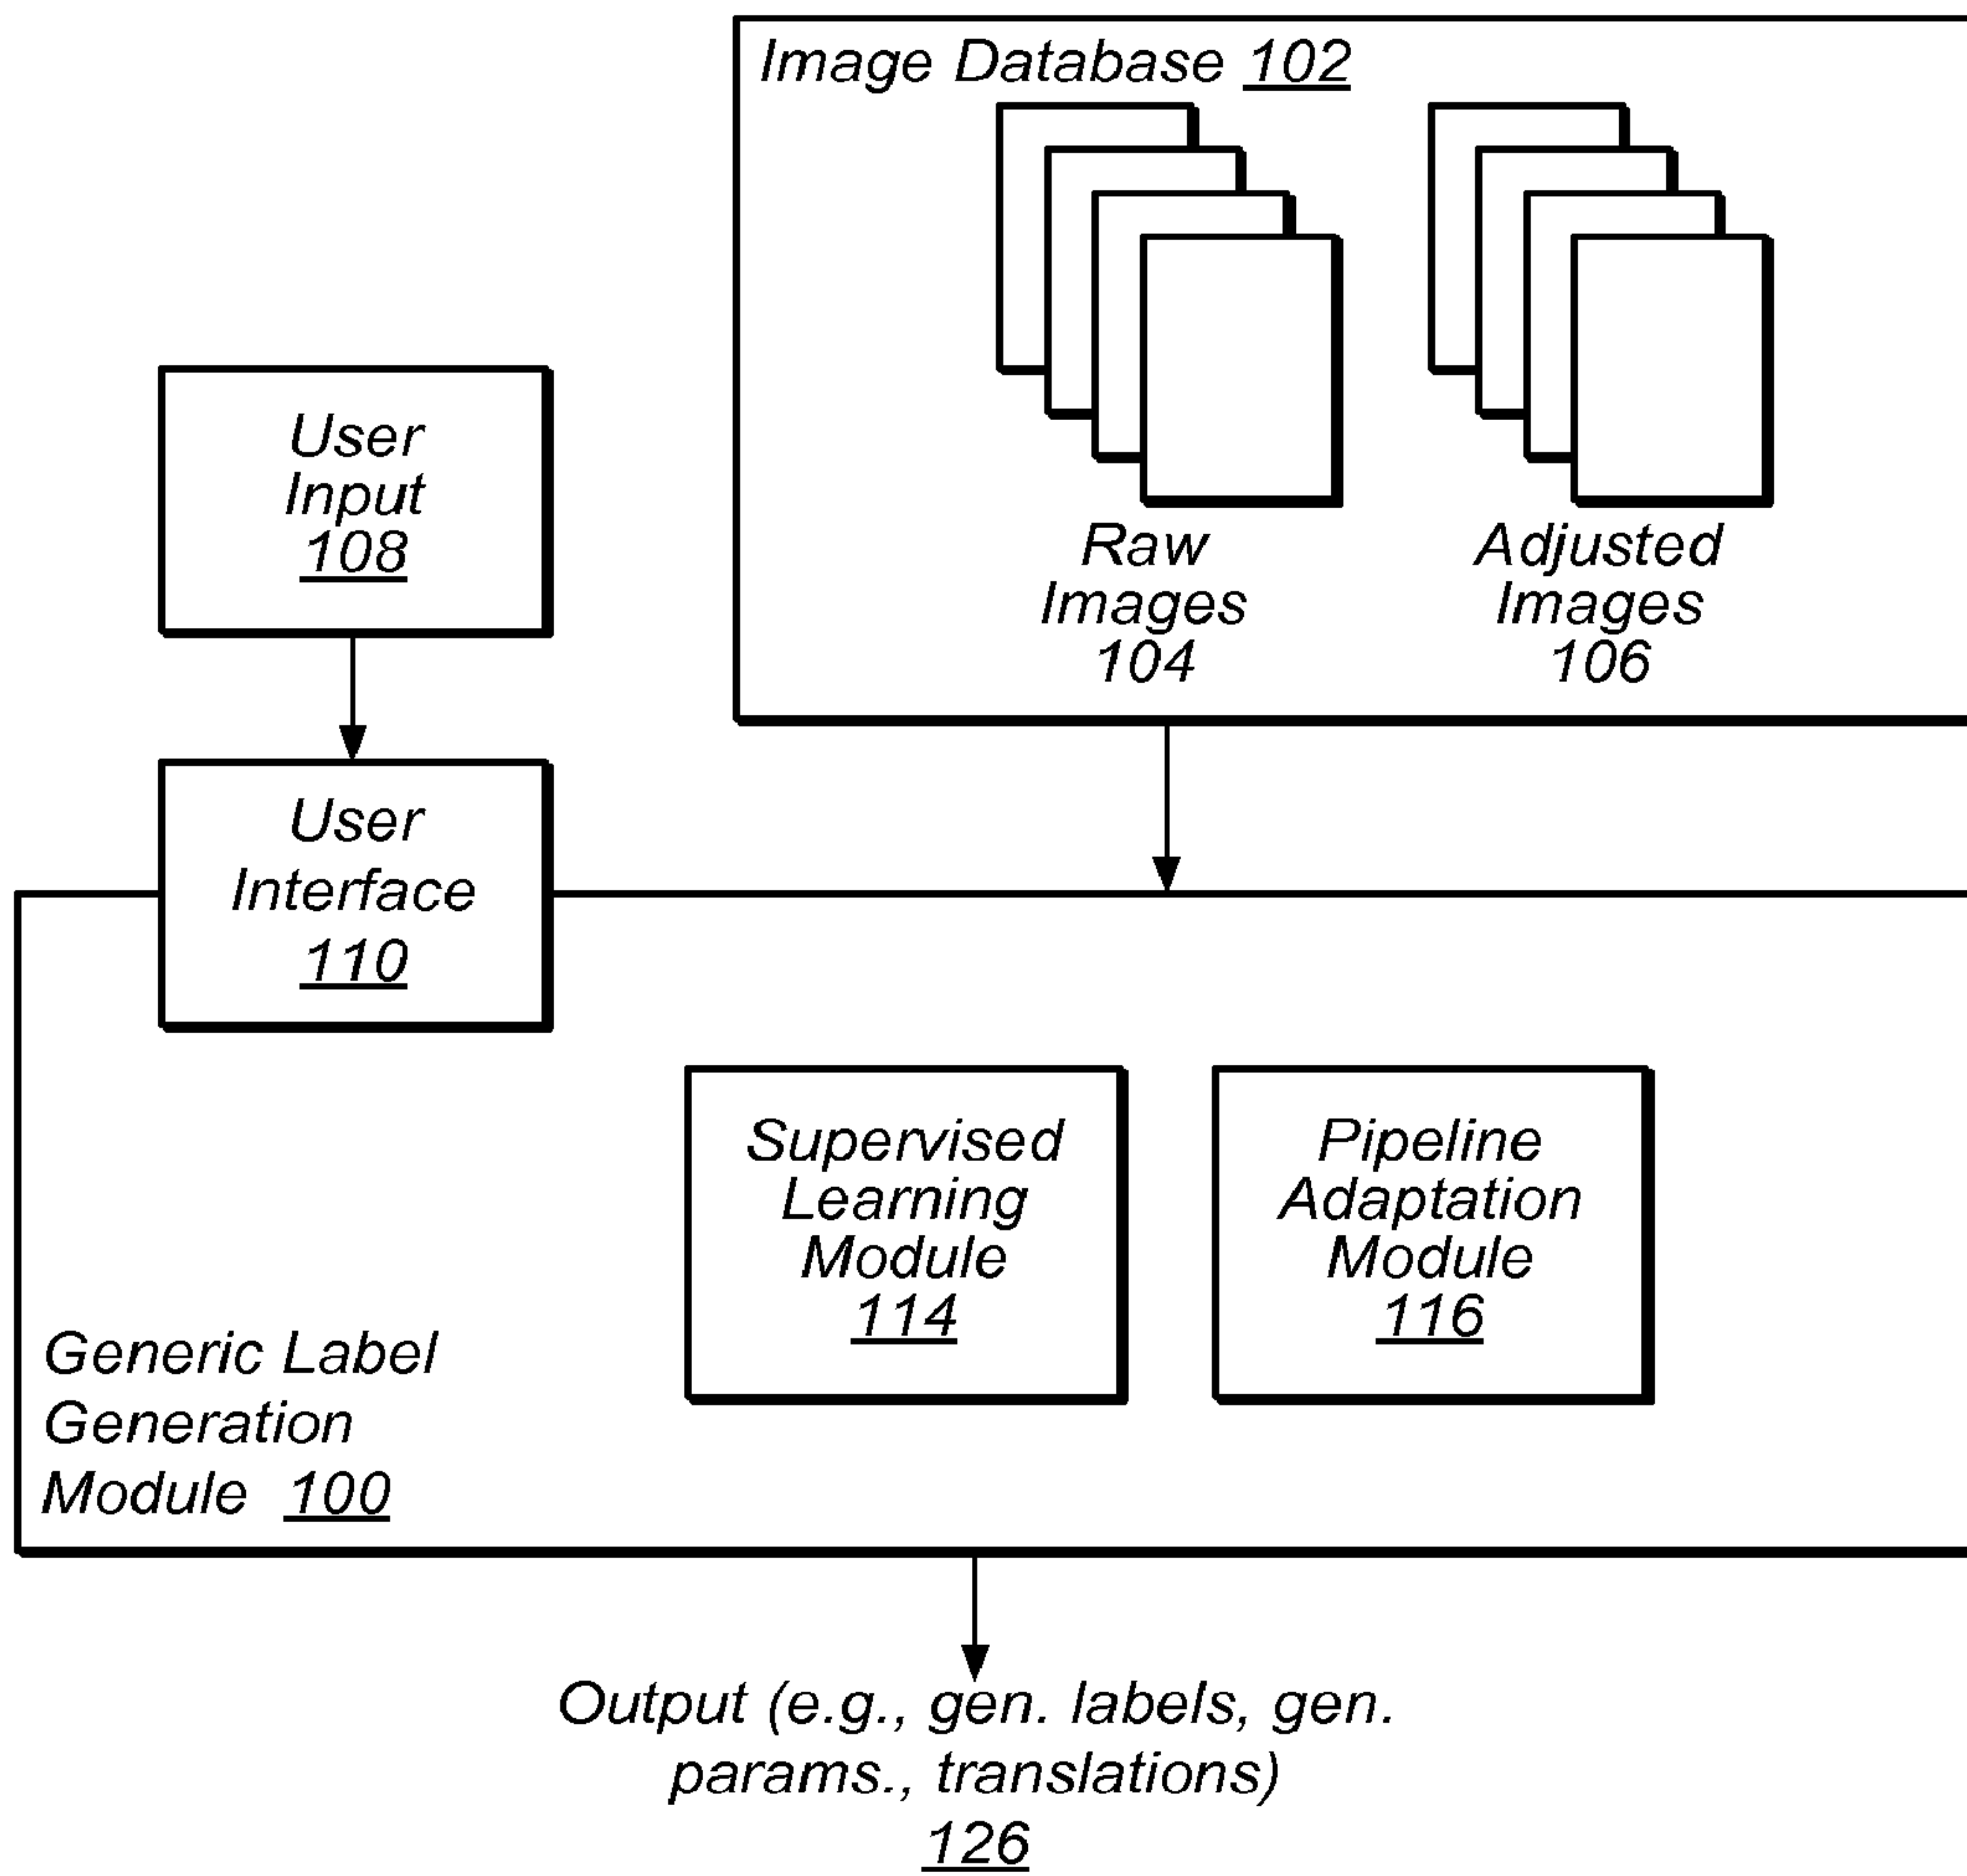 Image Database 102
Raw
Images
104
Adjusted
Images
106
User
Input
108
User
Interface
110
Supervised
Learning
Module
114
Pipeline
Adaptation
Module
116
Generic Label
Generation
Module 100
Output (e.g., gen. labels, gen.
params., translations)
126